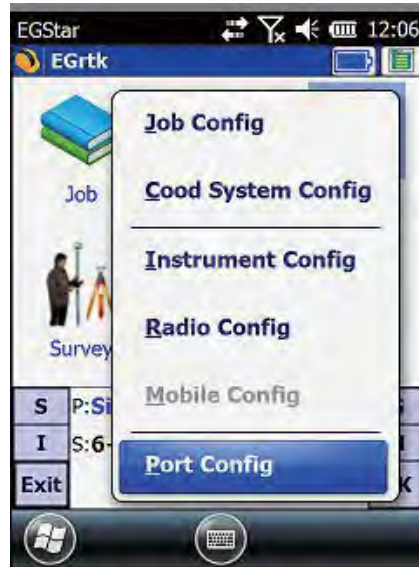 EGStar 12:06
EGrtk
Job Config
Job
Cood System Config
Instrument Config
Radio Config
Survey
Mobile Config
S P:Si
I S:6-
Port Config
Exit K